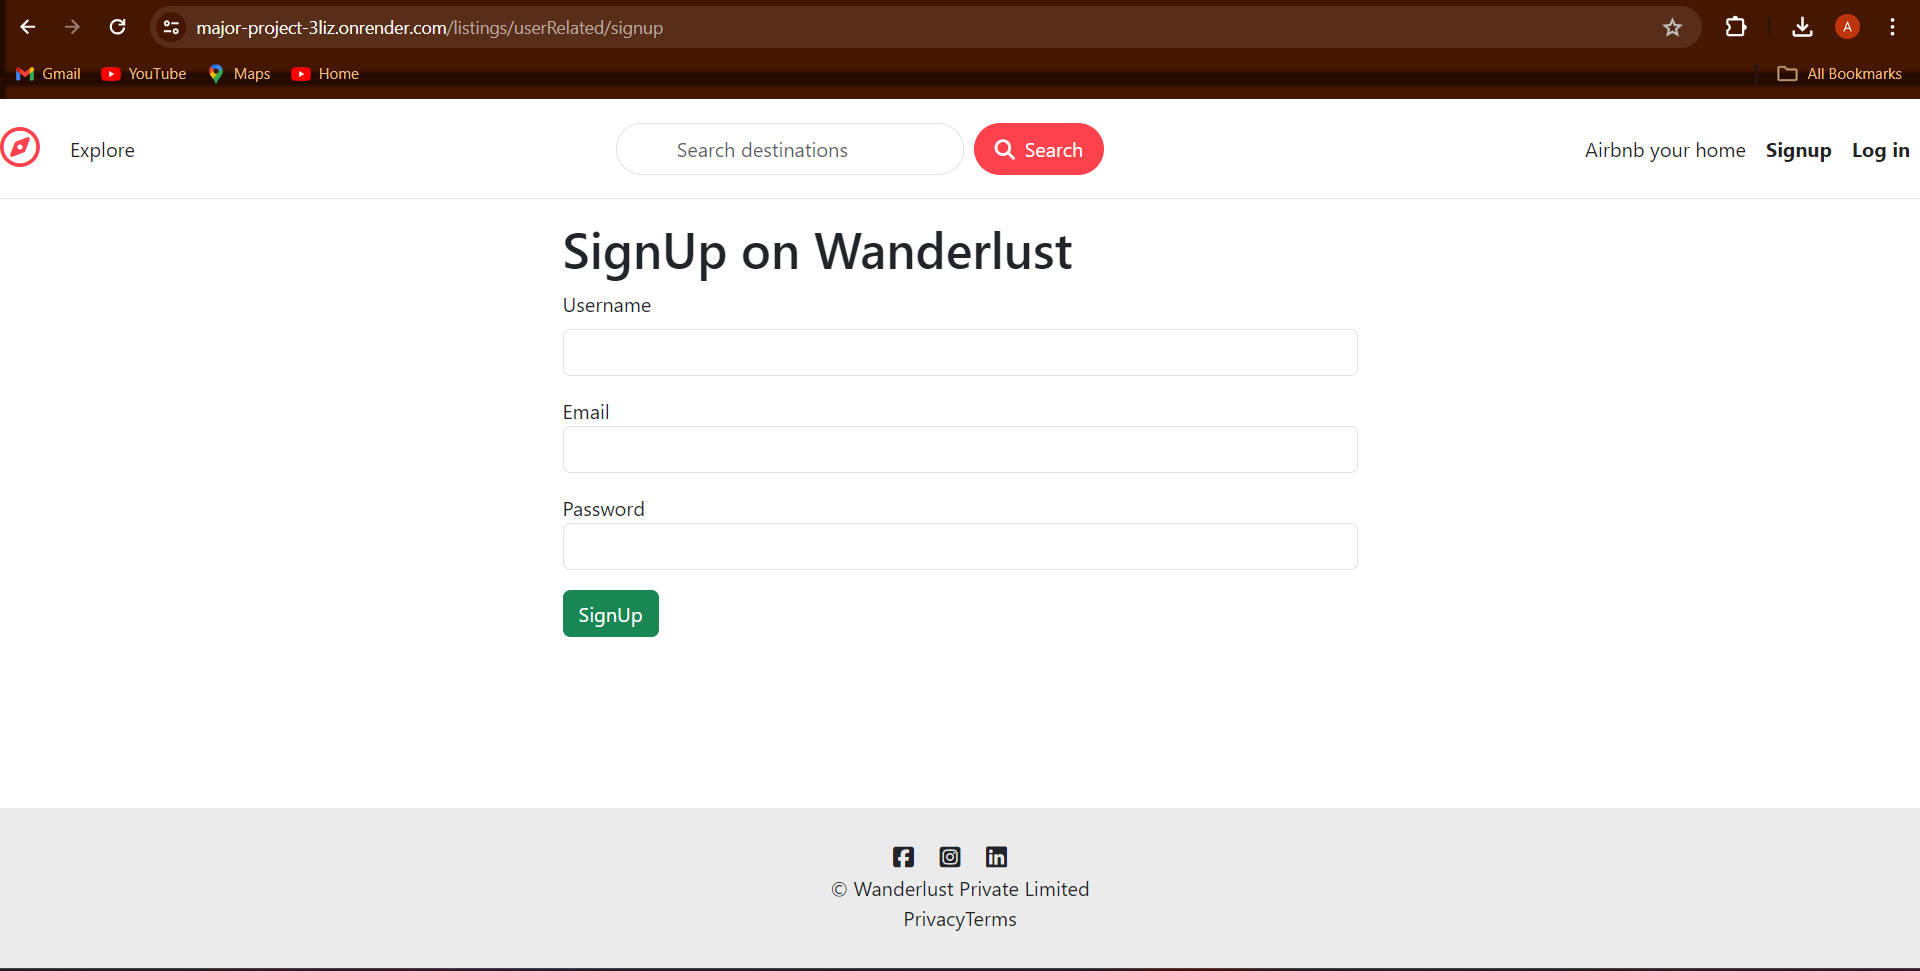 major-project-3liz.onrender.com/listings/userRelated/signup
A
Gmail YouTube Maps Home All Bookmarks
Explore Search destinations Search Airbnb your home Signup Log in
SignUp on Wanderlust
Username
Email
Password
SignUp
© Wanderlust Private Limited
PrivacyTerms